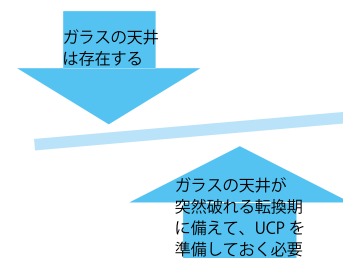 ガラスの天井
は存在する
ガラスの天井が
突然破れる転換期
に備えて、UCP を
準備しておく必要